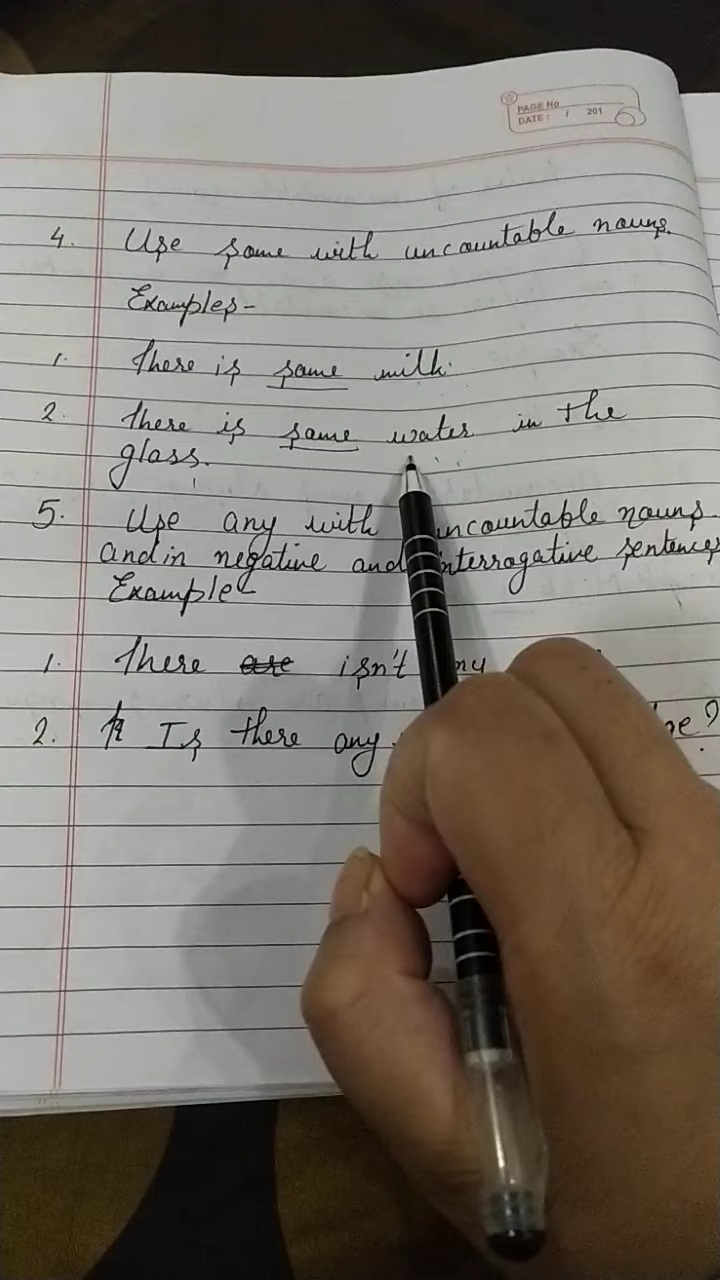 PAGE No
DATE : / 201
4. Use some with uncountable nouns.
Examples-
1. There is some milk.
2. There is some water in the
glass.
5. Use any with uncountable nouns
and in negative and interrogative sentences
Example-
1. There are isn't
2. Is there any